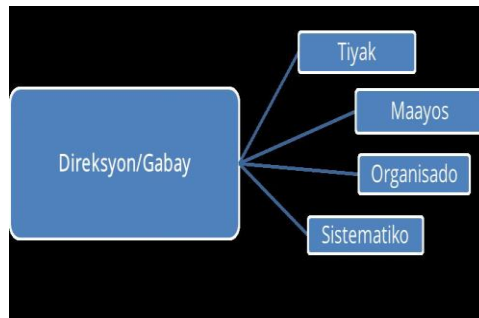 Direksyon/Gabay
Tiyak
Maayos
Organisado
Sistematiko